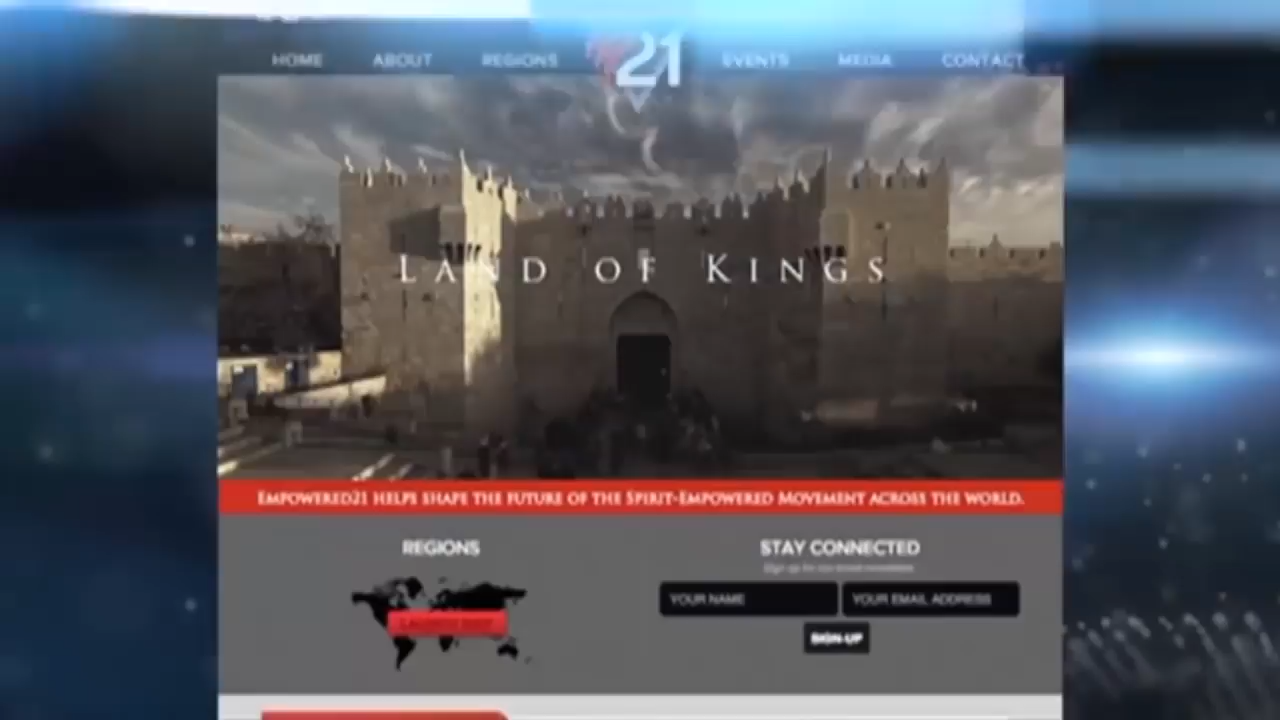 21
HOME ABOUT REGIONS EVENTS MEDIA CONTACT
LAND OF KINGS
EMPOWERED21 HELPS SHAPE THE FUTURE OF THE SPIRIT-EMPOWERED MOVEMENT ACROSS THE WORLD.
REGIONS
STAY CONNECTED
YOUR NAME
YOUR EMAIL ADDRESS
SIGN-UP